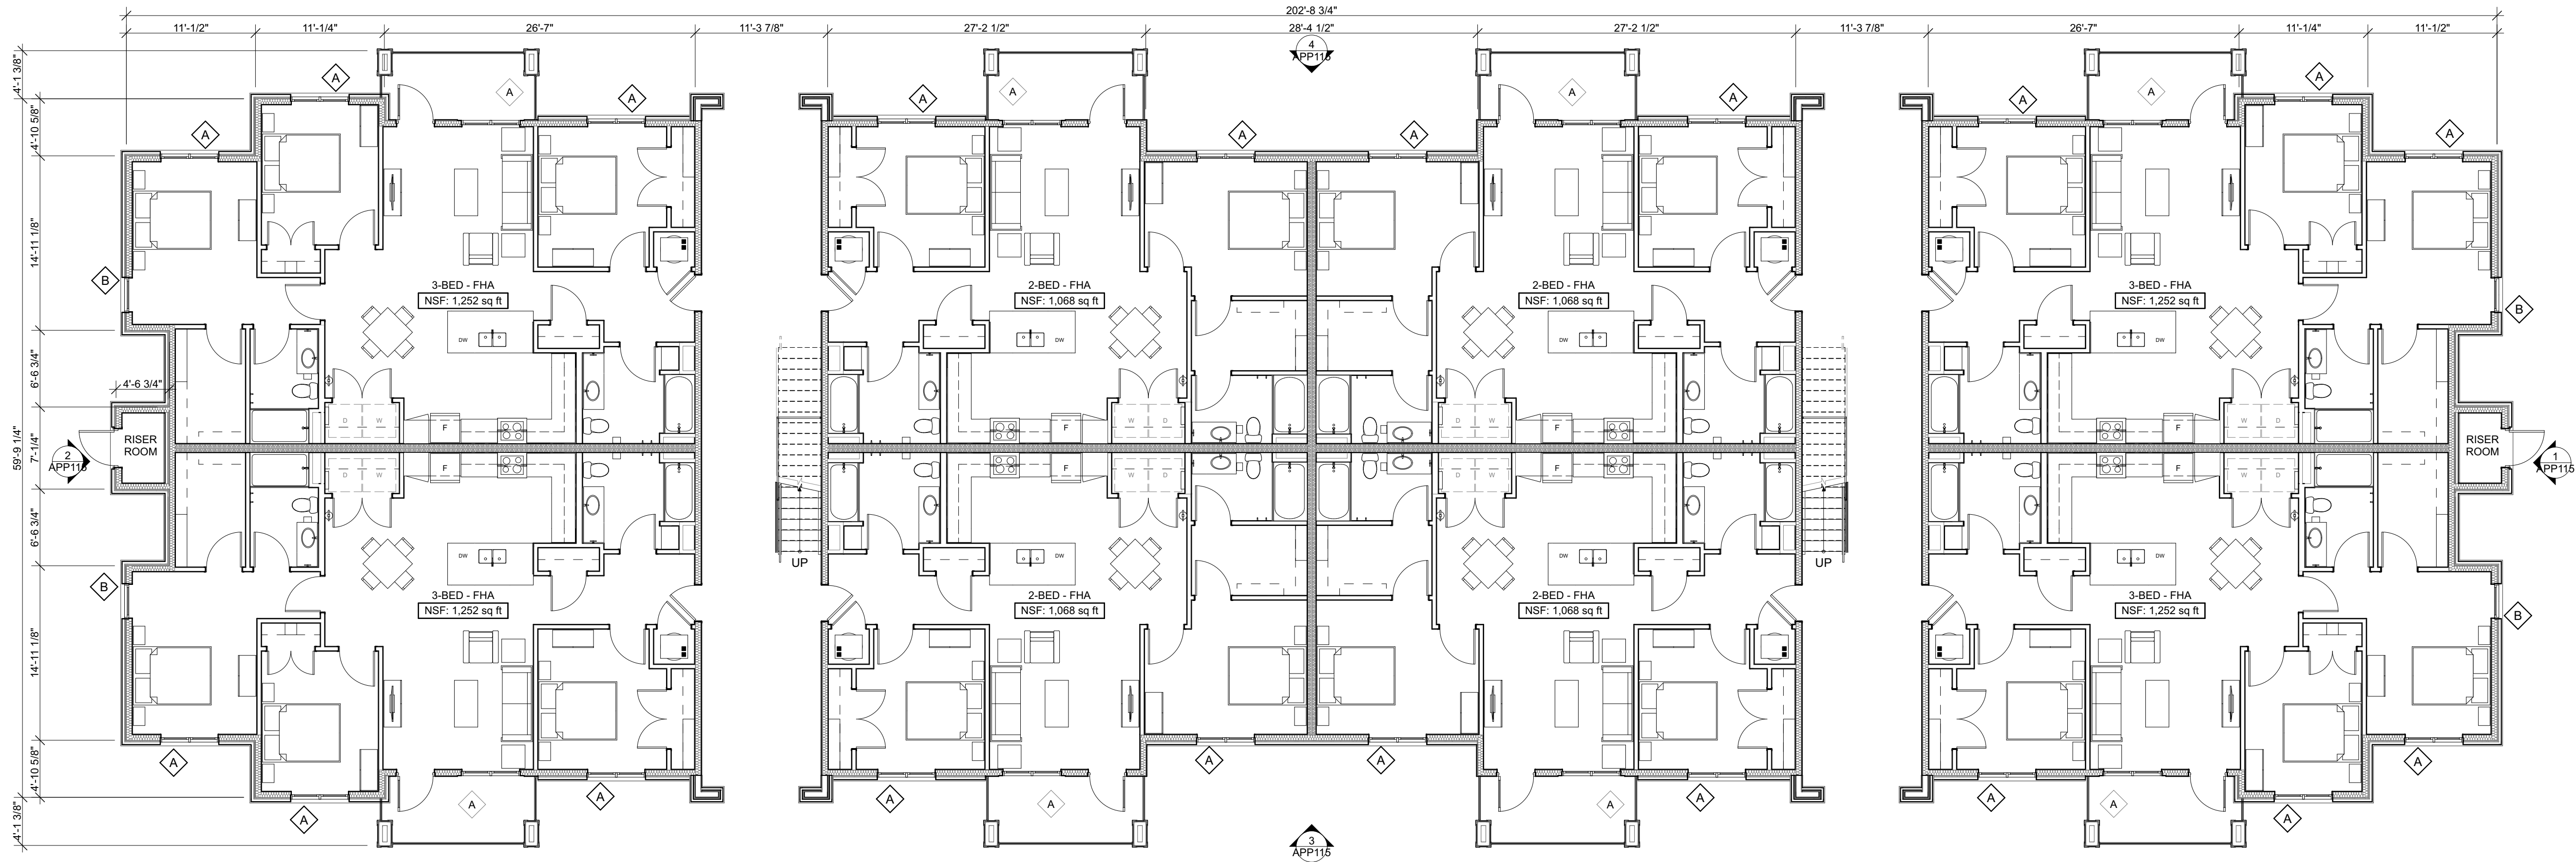 202'-8 3/4"
11'-1/2"
11'-1/4"
26'-7"
11'-3 7/8"
27'-2 1/2"
28'-4 1/2"
27'-2 1/2"
11'-3 7/8"
26'-7"
11'-1/4"
11'-1/2"
4
APP115
4'-1 3/8"
4'-10 5/8"
14'-11 1/8"
6'-6 3/4"
7'-1/4"
6'-6 3/4"
14'-11 1/8"
4'-10 5/8"
4'-1 3/8"
59'-9 1/4"
4'-6 3/4"
A
A
A
A
A
A
A
A
A
A
A
A
A
A
B
B
3-BED - FHA
NSF: 1,252 sq ft
2-BED - FHA
NSF: 1,068 sq ft
2-BED - FHA
NSF: 1,068 sq ft
3-BED - FHA
NSF: 1,252 sq ft
DW
DW
DW
DW
D W
F
F
W D
D W
F
F
W D
RISER
ROOM
2
APP115
RISER
ROOM
1
APP115
D W
F
F
W D
D W
F
F
W D
DW
DW
DW
DW
UP
UP
B
B
3-BED - FHA
NSF: 1,252 sq ft
2-BED - FHA
NSF: 1,068 sq ft
2-BED - FHA
NSF: 1,068 sq ft
3-BED - FHA
NSF: 1,252 sq ft
A
A
A
A
A
A
A
A
A
A
A
A
A
A
3
APP115